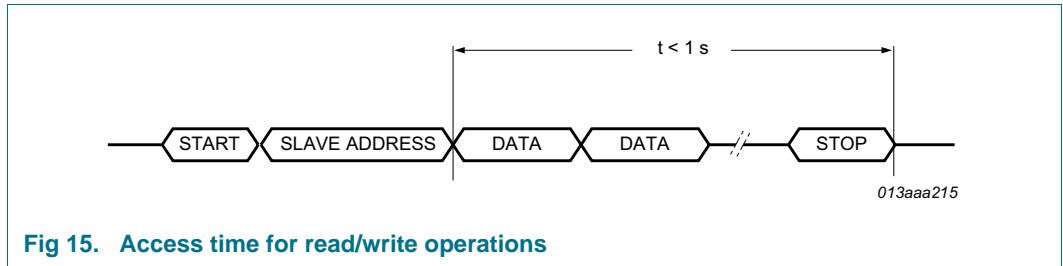 t < 1 s
START SLAVE ADDRESS DATA DATA STOP
013aaa215
Fig 15. Access time for read/write operations